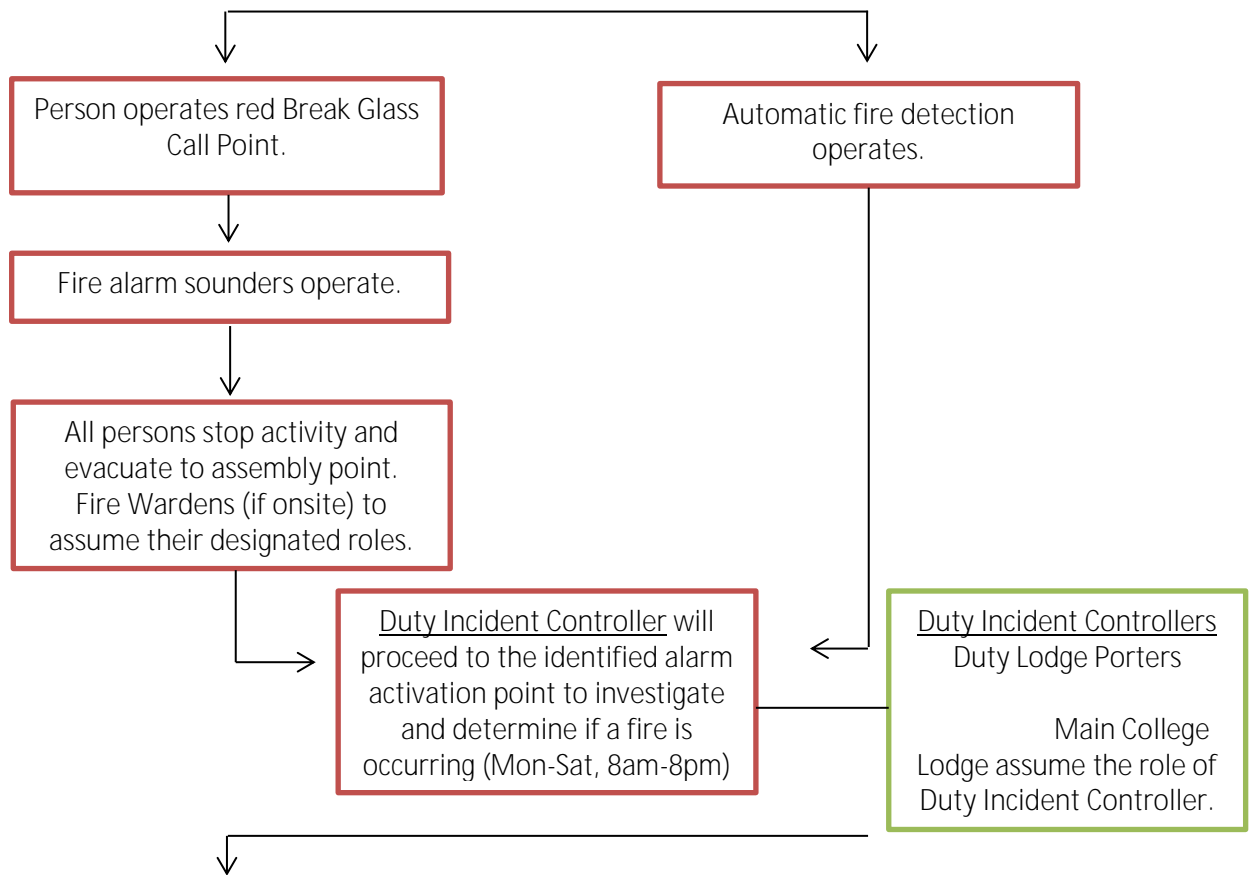 Person operates red Break Glass
Call Point.
Automatic fire detection
operates.
Fire alarm sounders operate.
All persons stop activity and
evacuate to assembly point.
Fire Wardens (if onsite) to
assume their designated roles.
Duty Incident Controller will
proceed to the identified alarm
activation point to investigate
and determine if a fire is
occurring (Mon-Sat, 8am-8pm)
Duty Incident Controllers
Duty Lodge Porters
Main College
Lodge assume the role of
Duty Incident Controller.